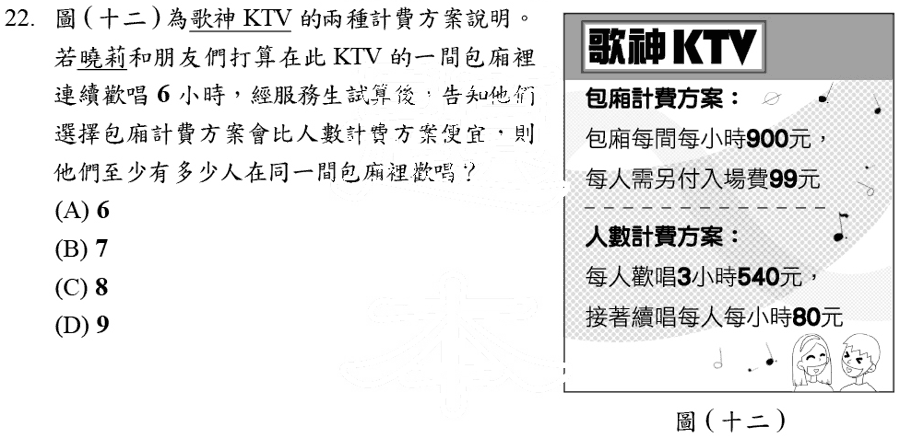 22. 圖(十二)為歌神 KTV 的兩種計費方案說明。
若曉莉和朋友們打算在此 KTV 的一間包廂裡
連續歡唱 6 小時，經服務生試算後，告知他們
選擇包廂計費方案會比人數計費方案便宜，則
他們至少有多少人在同一間包廂裡歡唱？
(A) 6
(B) 7
(C) 8
(D) 9
歌神KTV
包廂計費方案：
包廂每間每小時900元，
每人需另付入場費99元
人數計費方案：
每人歡唱3小時540元，
接著續唱每人每小時80元
圖(十二)